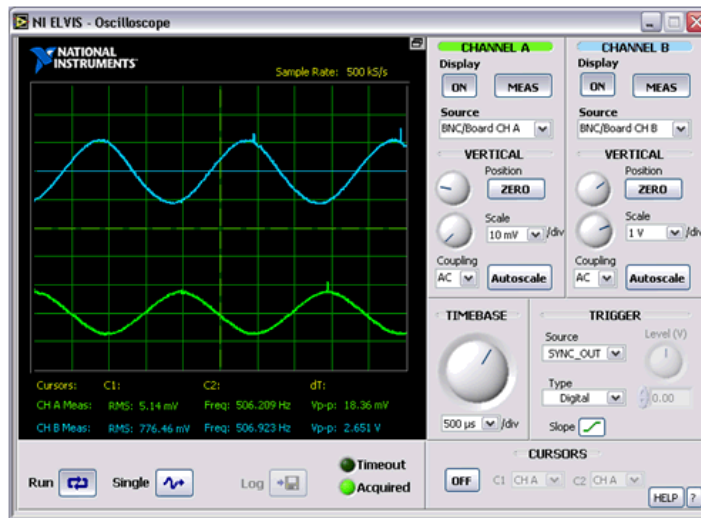 NI ELVIS - Oscilloscope
NATIONAL
INSTRUMENTS
Sample Rate: 500 kS/s
Cursors: C1: C2: dT:
CH A Meas: RMS: 5.14 mV Freq: 506.209 Hz Vp-p: 18.36 mV
CH B Meas: RMS: 776.46 mV Freq: 506.923 Hz Vp-p: 2.651 V
Run Single Log
Timeout
Acquired
CHANNEL A
Display
ON MEAS
Source
BNC/Board CH A
VERTICAL
Position
ZERO
Scale
10 mV /div
Coupling
AC Autoscale
CHANNEL B
Display
ON MEAS
Source
BNC/Board CH B
VERTICAL
Position
ZERO
Scale
1 V /div
Coupling
AC Autoscale
TIMEBASE
500 µs /div
TRIGGER
Source
SYNC_OUT
Level (V)
Type
Digital
0.00
Slope
CURSORS
OFF C1 CH A C2 CH A
HELP ?